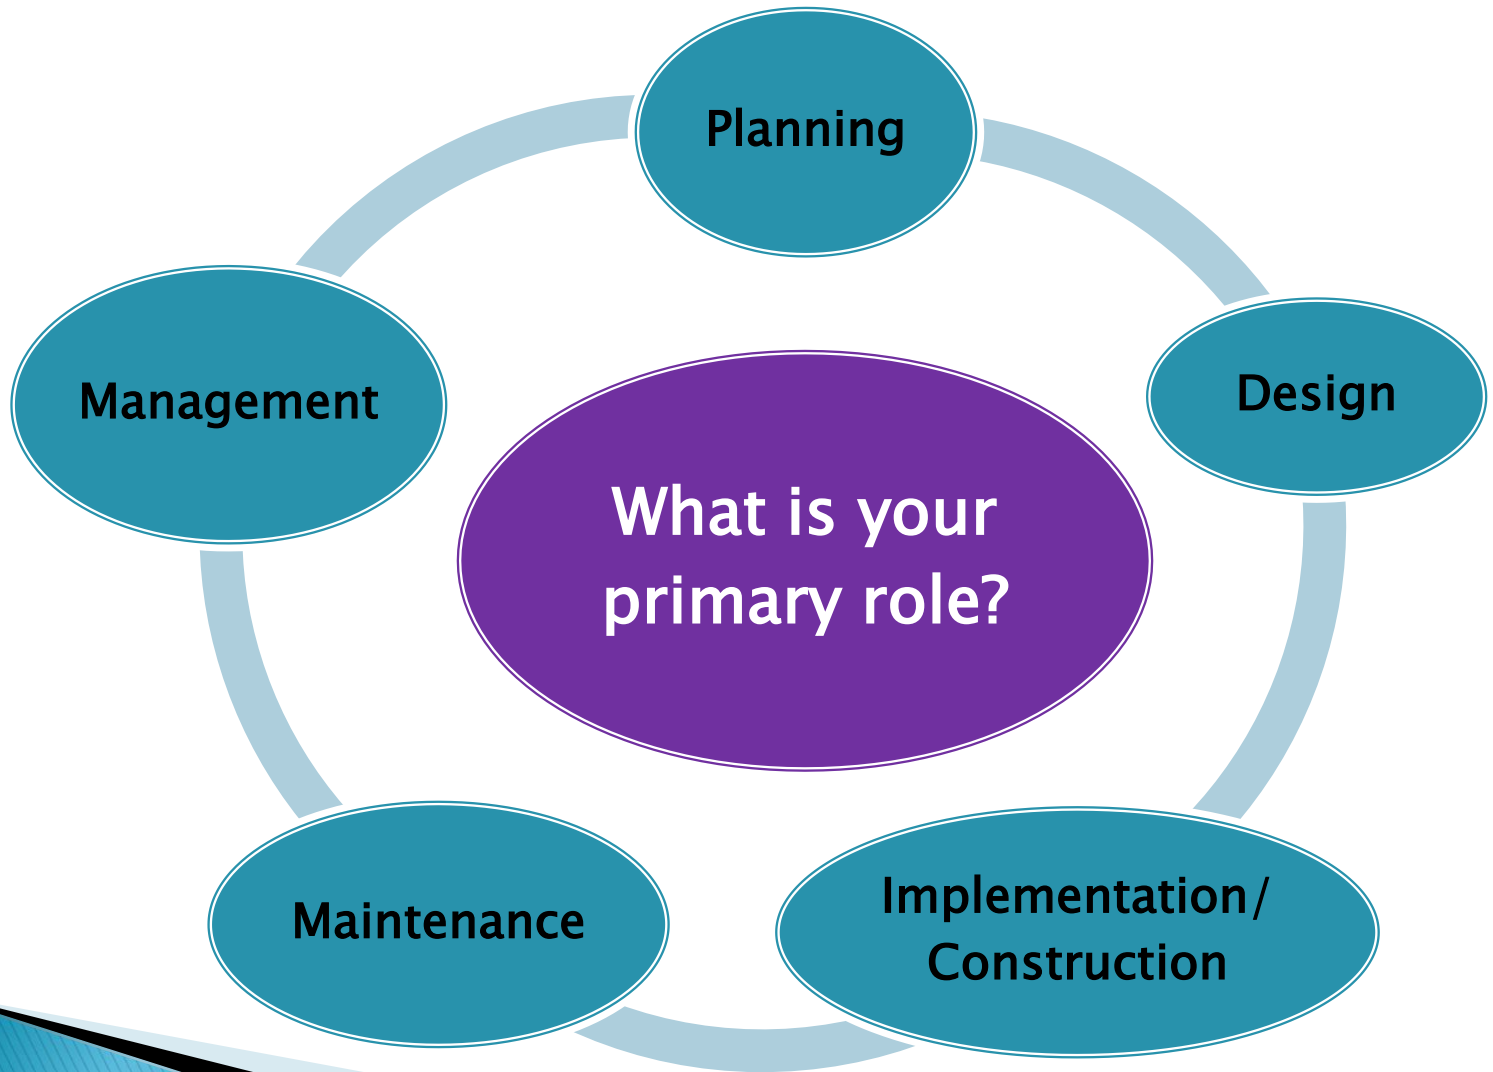 Planning
Management
Design
What is your
primary role?
Maintenance
Implementation/
Construction